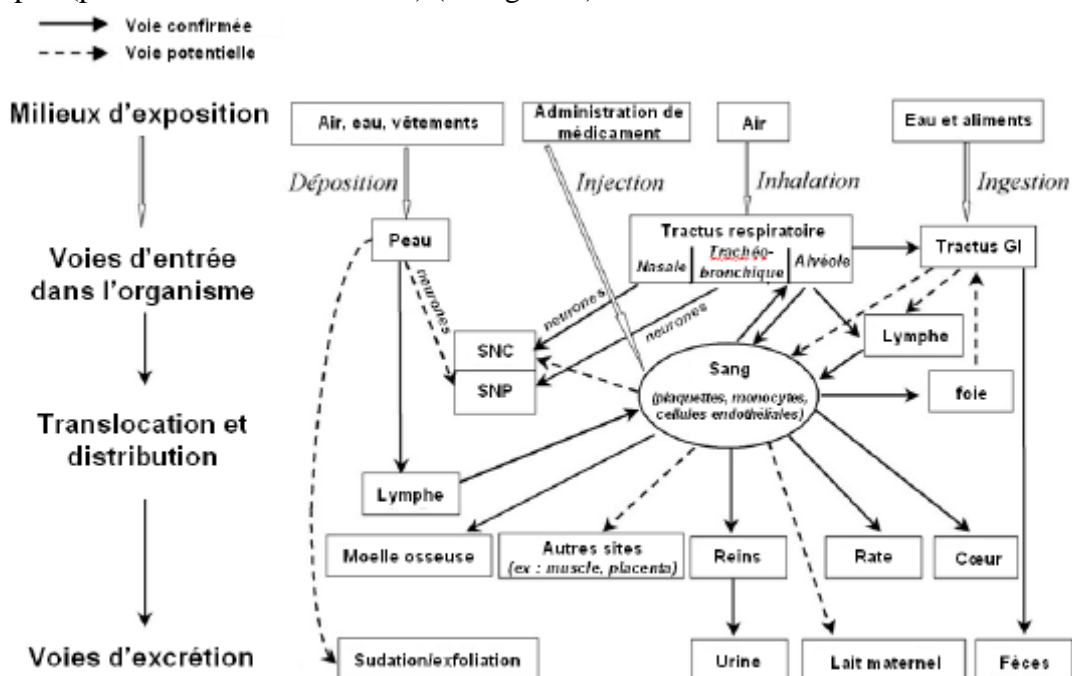 Voie confirmée
Voie potentielle
Milieux d'exposition
Air, eau, vêtements
Administration de
médicament
Air
Eau et aliments
Déposition
Injection
Inhalation
Ingestion
Voies d'entrée
dans l'organisme
Peau
Tractus respiratoire
Nasale
Trachéo-
bronchique
Alvéole
Tractus GI
neurones
neurones
neurones
SNC
SNP
Lymphe
Sang
(plaquettes, monocytes,
cellules endothéliales)
foie
Translocation et
distribution
Lymphe
Moelle osseuse
Autres sites
(ex : muscle, placenta)
Reins
Rate
Cœur
Voies d'excrétion
Sudation/exfoliation
Urine
Lait maternel
Fèces